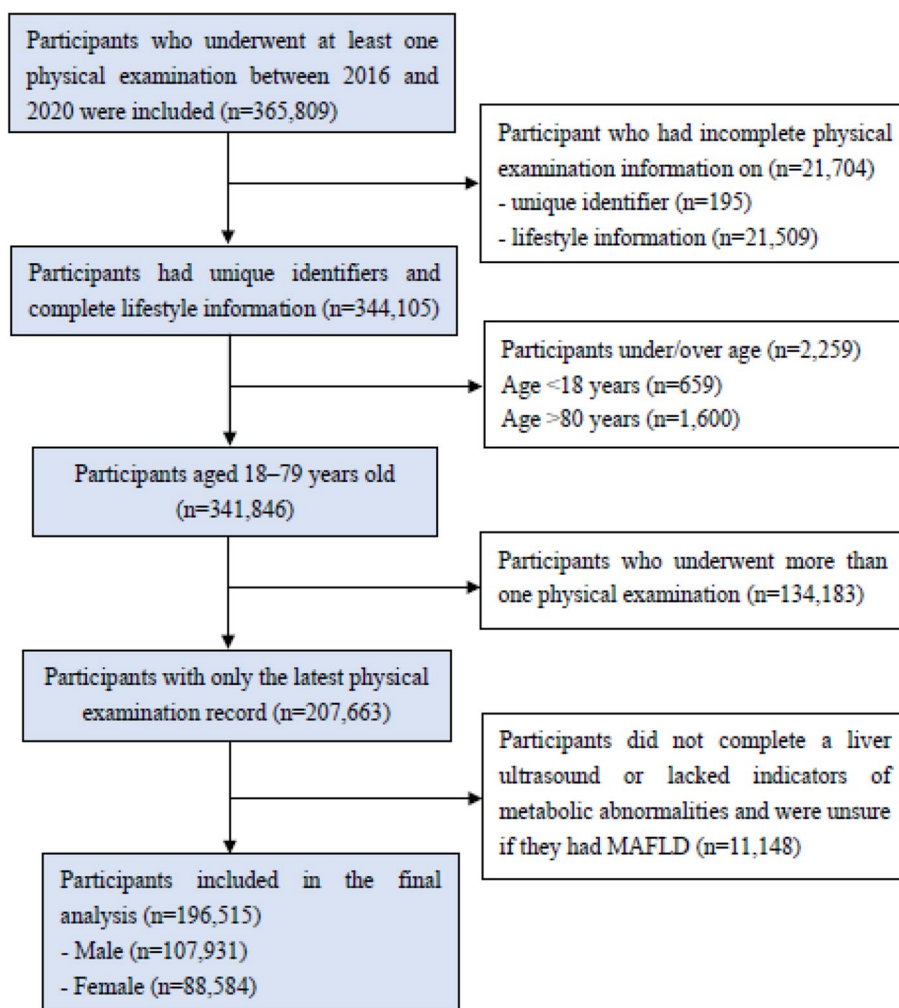 Participants who underwent at least one
physical examination between 2016 and
2020 were included (n=365,809)
Participant who had incomplete physical
examination information on (n=21,704)
- unique identifier (n=195)
- lifestyle information (n=21,509)
Participants had unique identifiers and
complete lifestyle information (n=344,105)
Participants under/over age (n=2,259)
Age <18 years (n=659)
Age >80 years (n=1,600)
Participants aged 18–79 years old
(n=341,846)
Participants who underwent more than
one physical examination (n=134,183)
Participants with only the latest physical
examination record (n=207,663)
Participants did not complete a liver
ultrasound or lacked indicators of
metabolic abnormalities and were unsure
if they had MAFLD (n=11,148)
Participants included in the final
analysis (n=196,515)
- Male (n=107,931)
- Female (n=88,584)